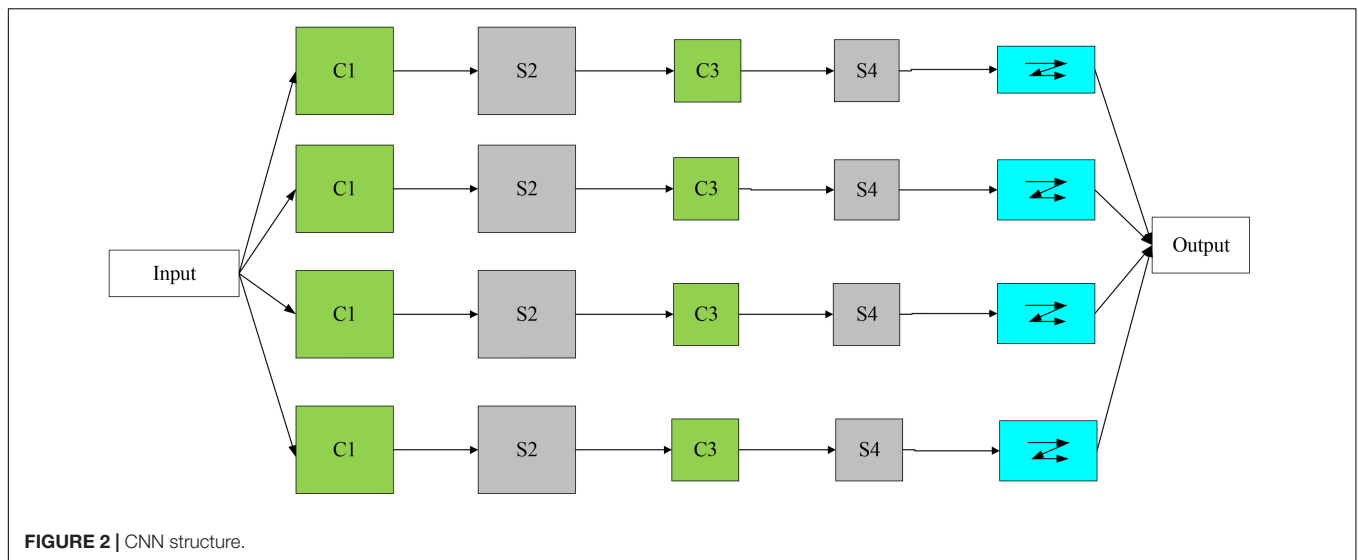 C1 S2 C3 S4
C1 S2 C3 S4
Input
Output
C1 S2 C3 S4
C1 S2 C3 S4
FIGURE 2 | CNN structure.